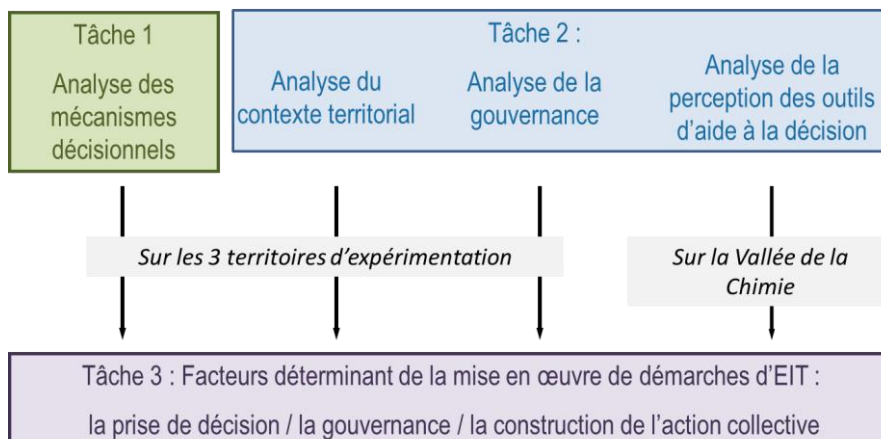 Tâche 1
Analyse des
mécanismes
décisionnels
Tâche 2 :
Analyse du
contexte territorial
Analyse de la
gouvernance
Analyse de la
perception des outils
d'aide à la décision
Sur les 3 territoires d'expérimentation
Sur la Vallée de la
Chimie
Tâche 3 : Facteurs déterminant de la mise en œuvre de démarches d'EIT :
la prise de décision / la gouvernance / la construction de l'action collective